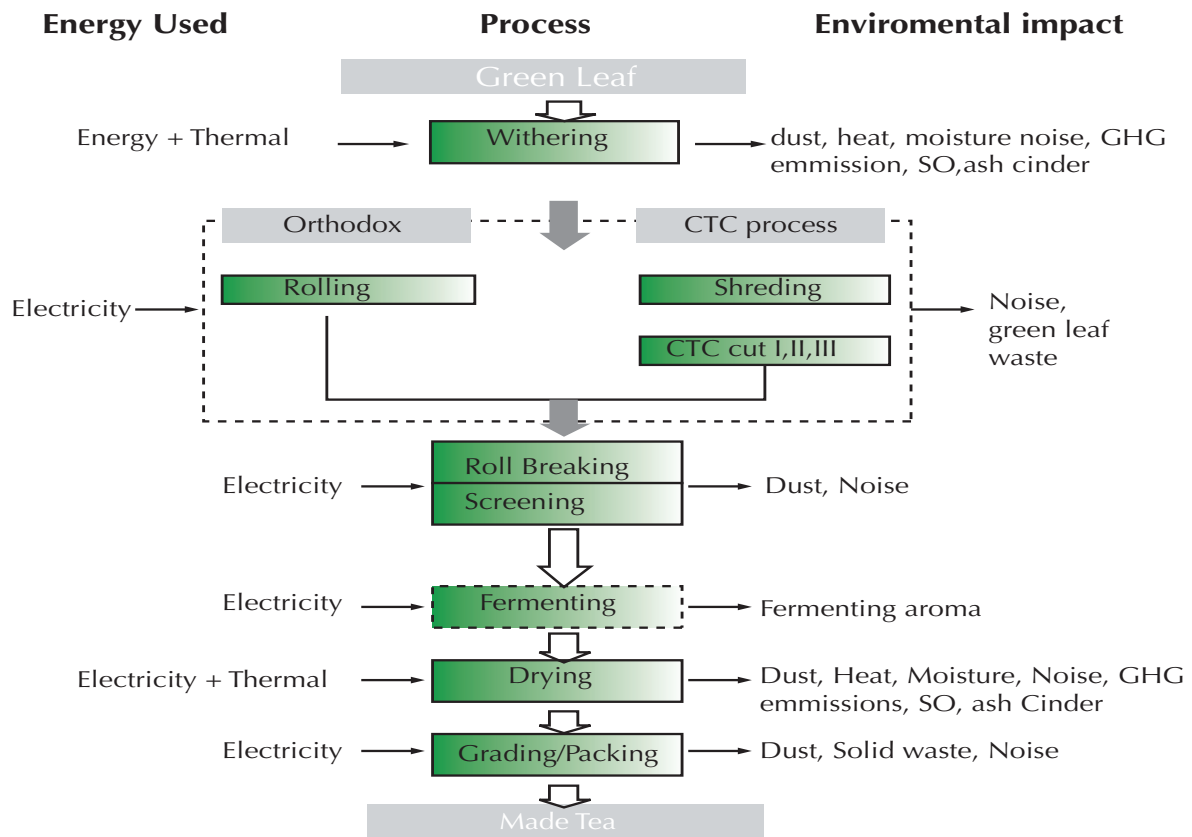 Energy Used
Process
Enviromental impact
Green Leaf
Energy + Thermal
Withering
dust, heat, moisture noise, GHG
emmission, SO,ash cinder
Orthodox
CTC process
Rolling
Shreding
Electricity
Noise,
green leaf
waste
CTC cut I,II,III
Roll Breaking
Electricity
Dust, Noise
Screening
Electricity
Fermenting
Fermenting aroma
Electricity + Thermal
Drying
Dust, Heat, Moisture, Noise, GHG
emmissions, SO, ash Cinder
Electricity
Grading/Packing
Dust, Solid waste, Noise
Made Tea